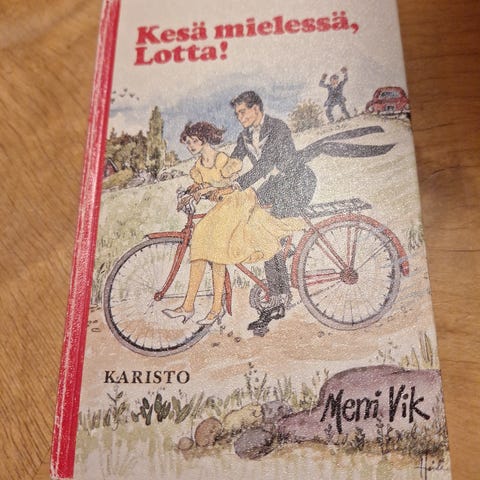 Kesä mielessä,
Lotta!
KARISTO
Merri Vik